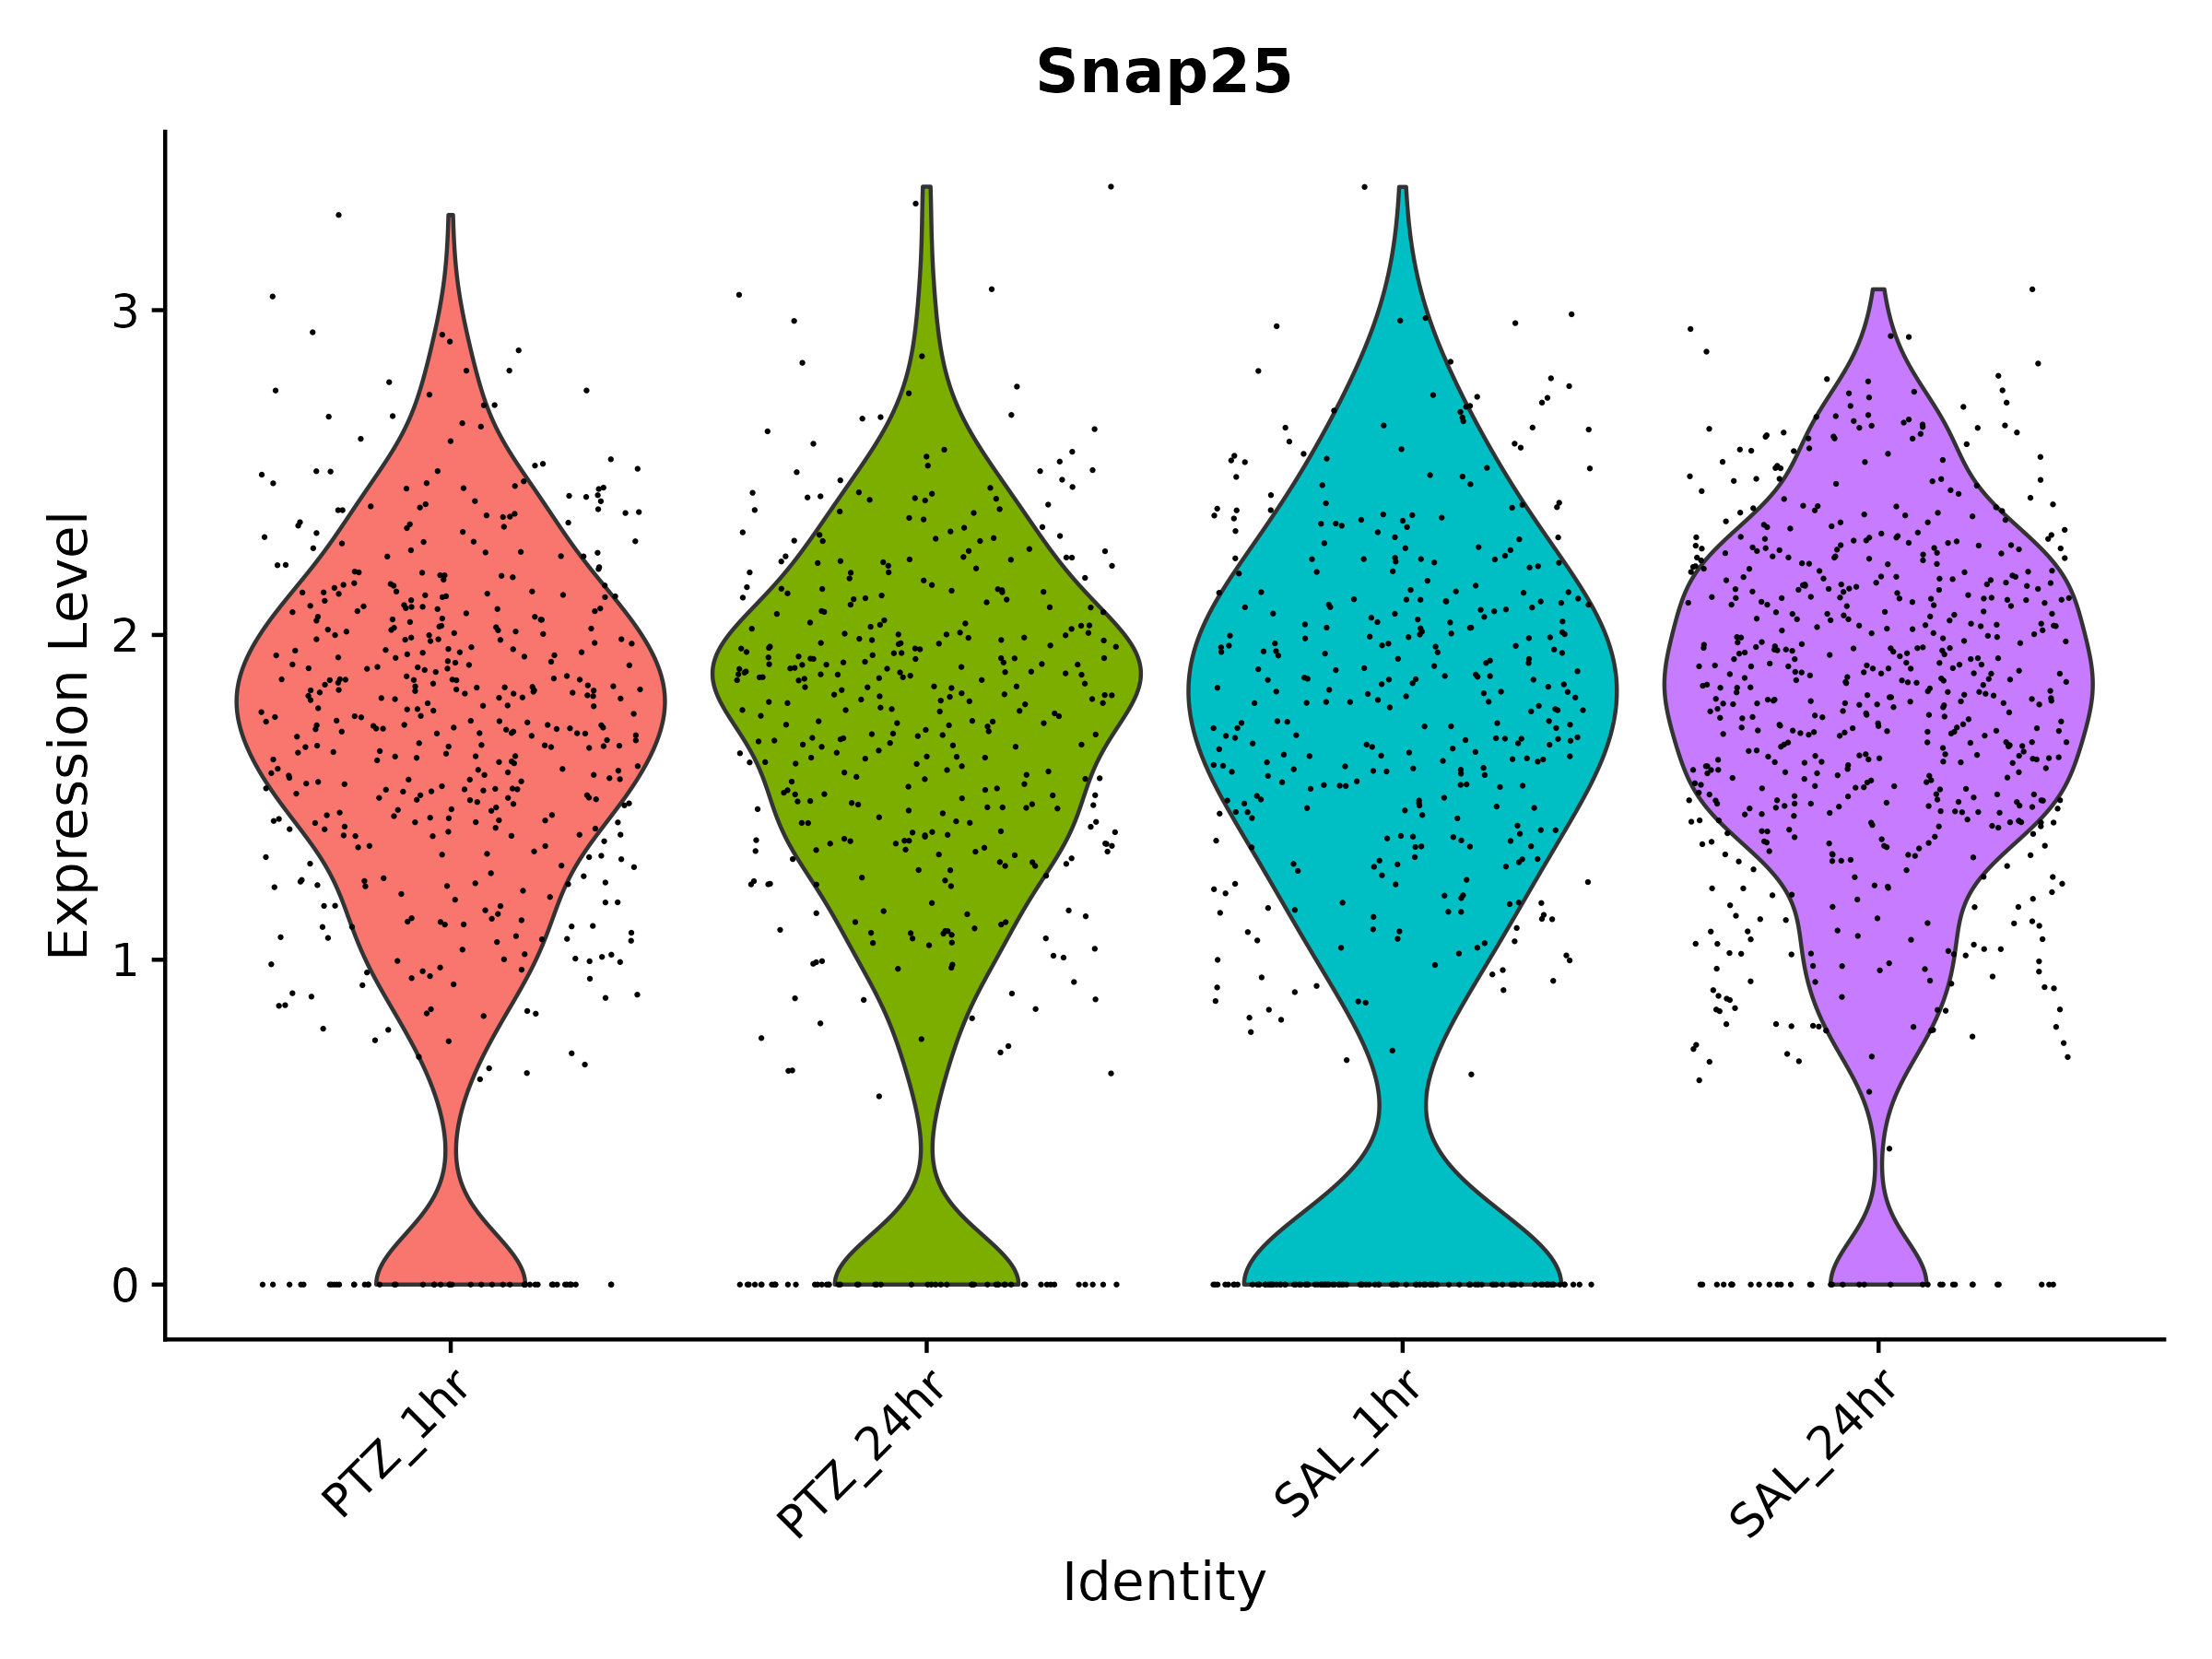 Snap25
Expression Level
3
2
1
0
PTZ_1hr
PTZ_24hr
SAL_1hr
SAL_24hr
Identity